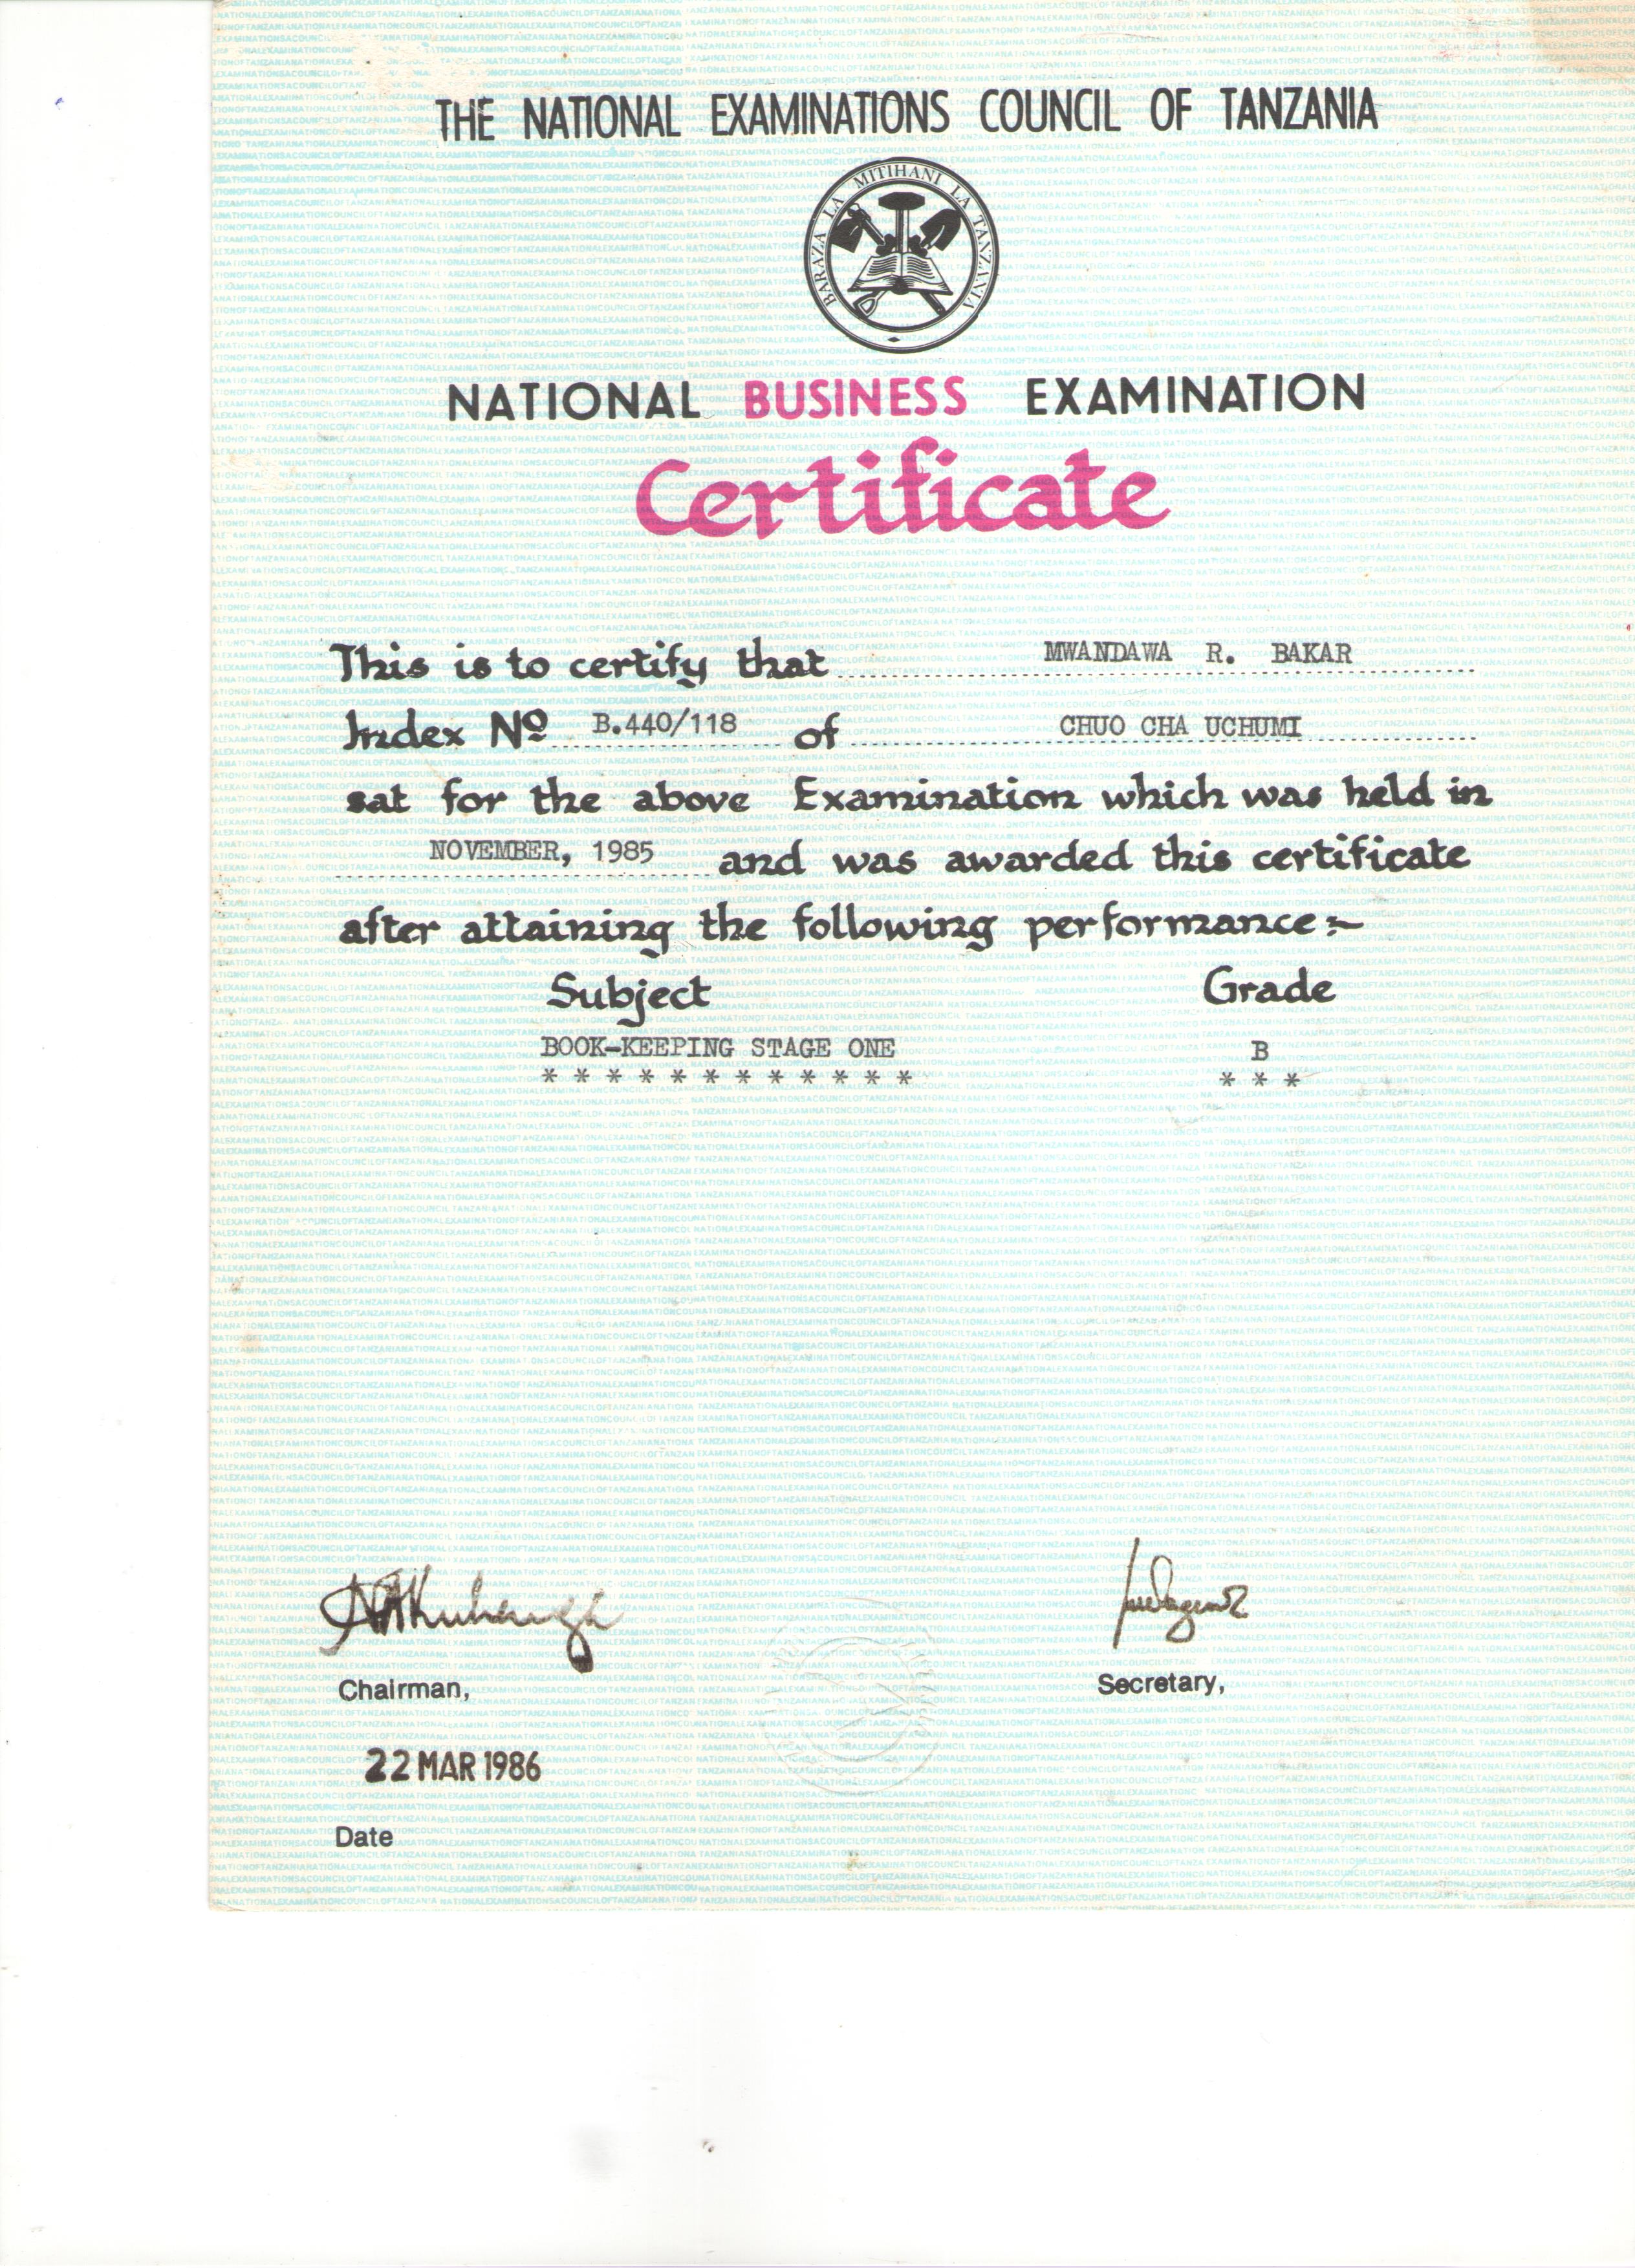 THE NATIONAL EXAMINATIONS COUNCIL OF TANZANIA
BARAZA LA MITIHANI LA TANZANIA
NATIONAL BUSINESS EXAMINATION
Certificate
This is to certify that MWANDAWA R. BAKAR
Index Nº B.440/118 of CHUO CHA UCHUMI
sat for the above Examination which was held in
NOVEMBER, 1985 and was awarded this certificate
after attaining the following performance:-
Subject Grade
BOOK-KEEPING STAGE ONE B
* * * * * * * * * * * * * * *
Chairman, Secretary,
22 MAR 1986
Date